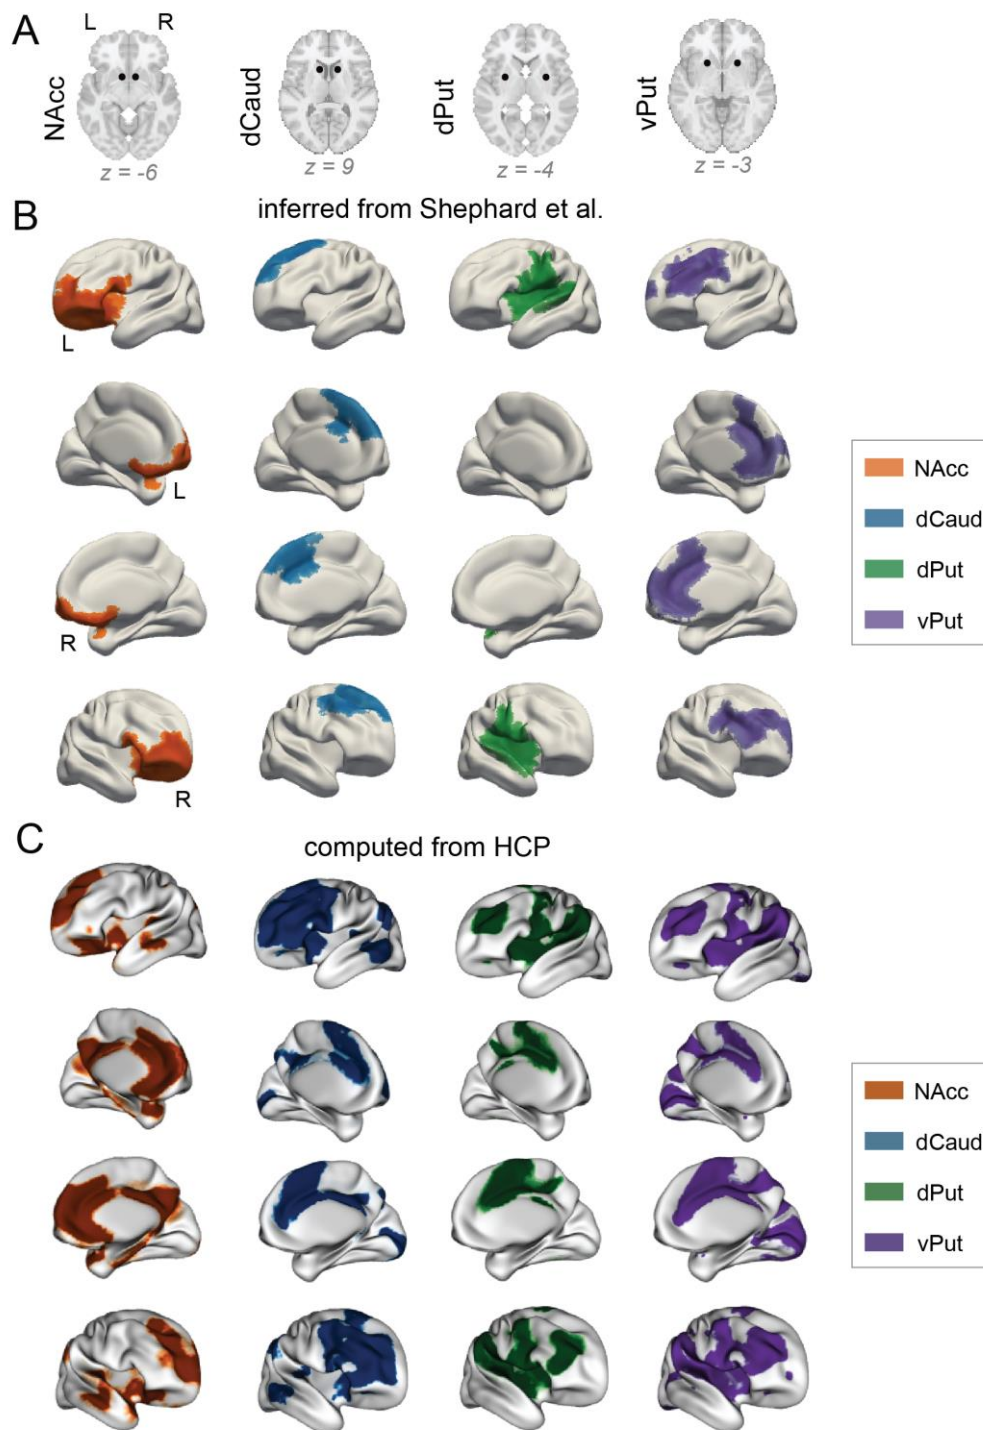 A
L R
NAcc
dCaud
dPut
vPut
z = -6
z = 9
z = -4
z = -3
B
inferred from Shephard et al.
L
L
R
R
NAcc
dCaud
dPut
vPut
C
computed from HCP
NAcc
dCaud
dPut
vPut